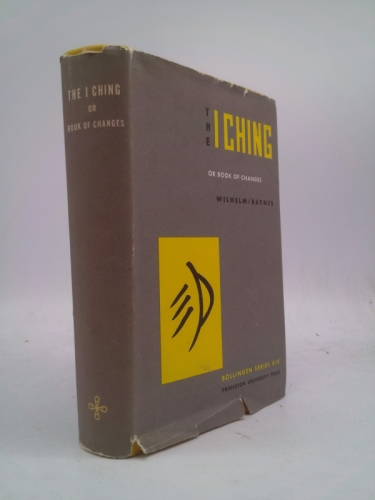 THE I CHING
OR
BOOK OF CHANGES
THE
I CHING
OR BOOK OF CHANGES
WILHELM/BAYNES
BOLLINGEN SERIES XIX
PRINCETON UNIVERSITY PRESS